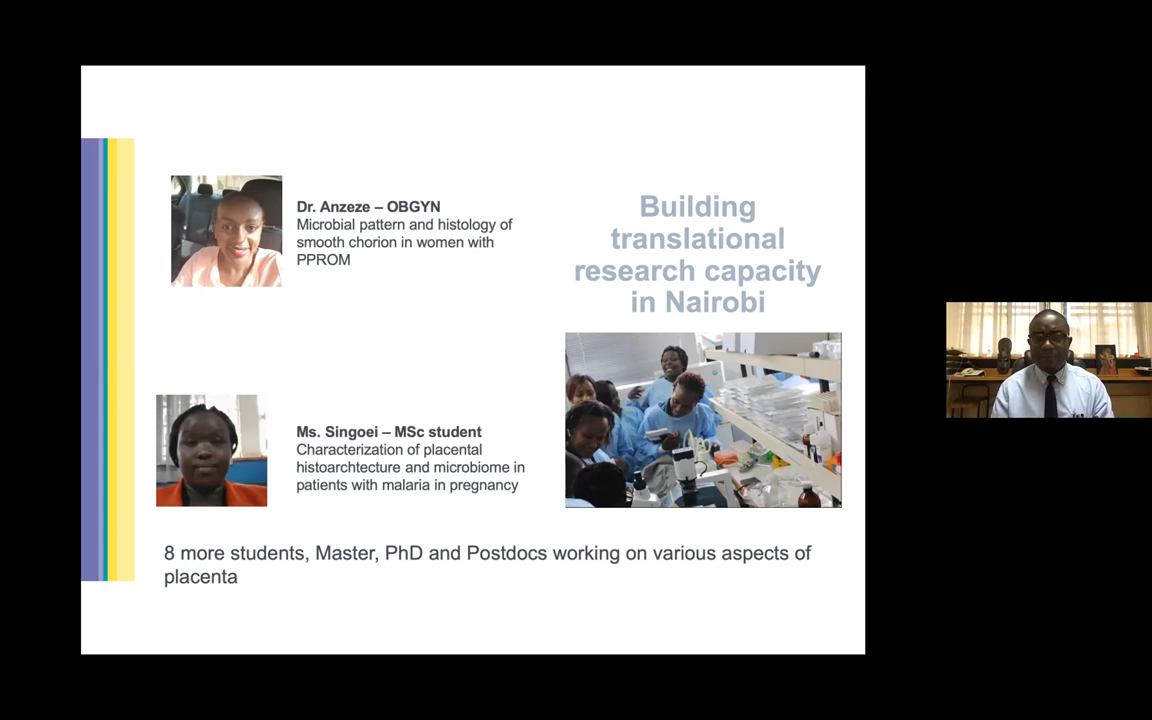 Building
translational
research capacity
in Nairobi
Dr. Anzeze – OBGYN
Microbial pattern and histology of
smooth chorion in women with
PPROM
Ms. Singoei – MSc student
Characterization of placental
histoarchtecture and microbiome in
patients with malaria in pregnancy
8 more students, Master, PhD and Postdocs working on various aspects of
placenta